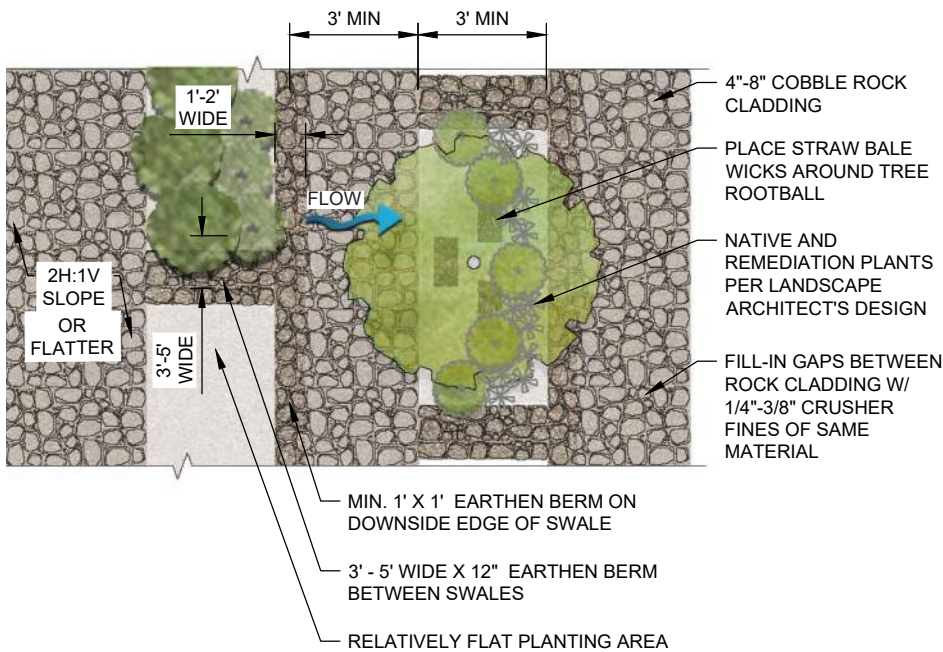 3' MIN
3' MIN
1'-2'
WIDE
FLOW
2H:1V
SLOPE
OR
FLATTER
3'-5'
WIDE
4"-8" COBBLE ROCK
CLADDING
PLACE STRAW BALE
WICKS AROUND TREE
ROOTBALL
NATIVE AND
REMEDIATION PLANTS
PER LANDSCAPE
ARCHITECT'S DESIGN
FILL-IN GAPS BETWEEN
ROCK CLADDING W/
1/4"-3/8" CRUSHER
FINES OF SAME
MATERIAL
MIN. 1' X 1' EARTHEN BERM ON
DOWNSIDE EDGE OF SWALE
3' - 5' WIDE X 12" EARTHEN BERM
BETWEEN SWALES
RELATIVELY FLAT PLANTING AREA